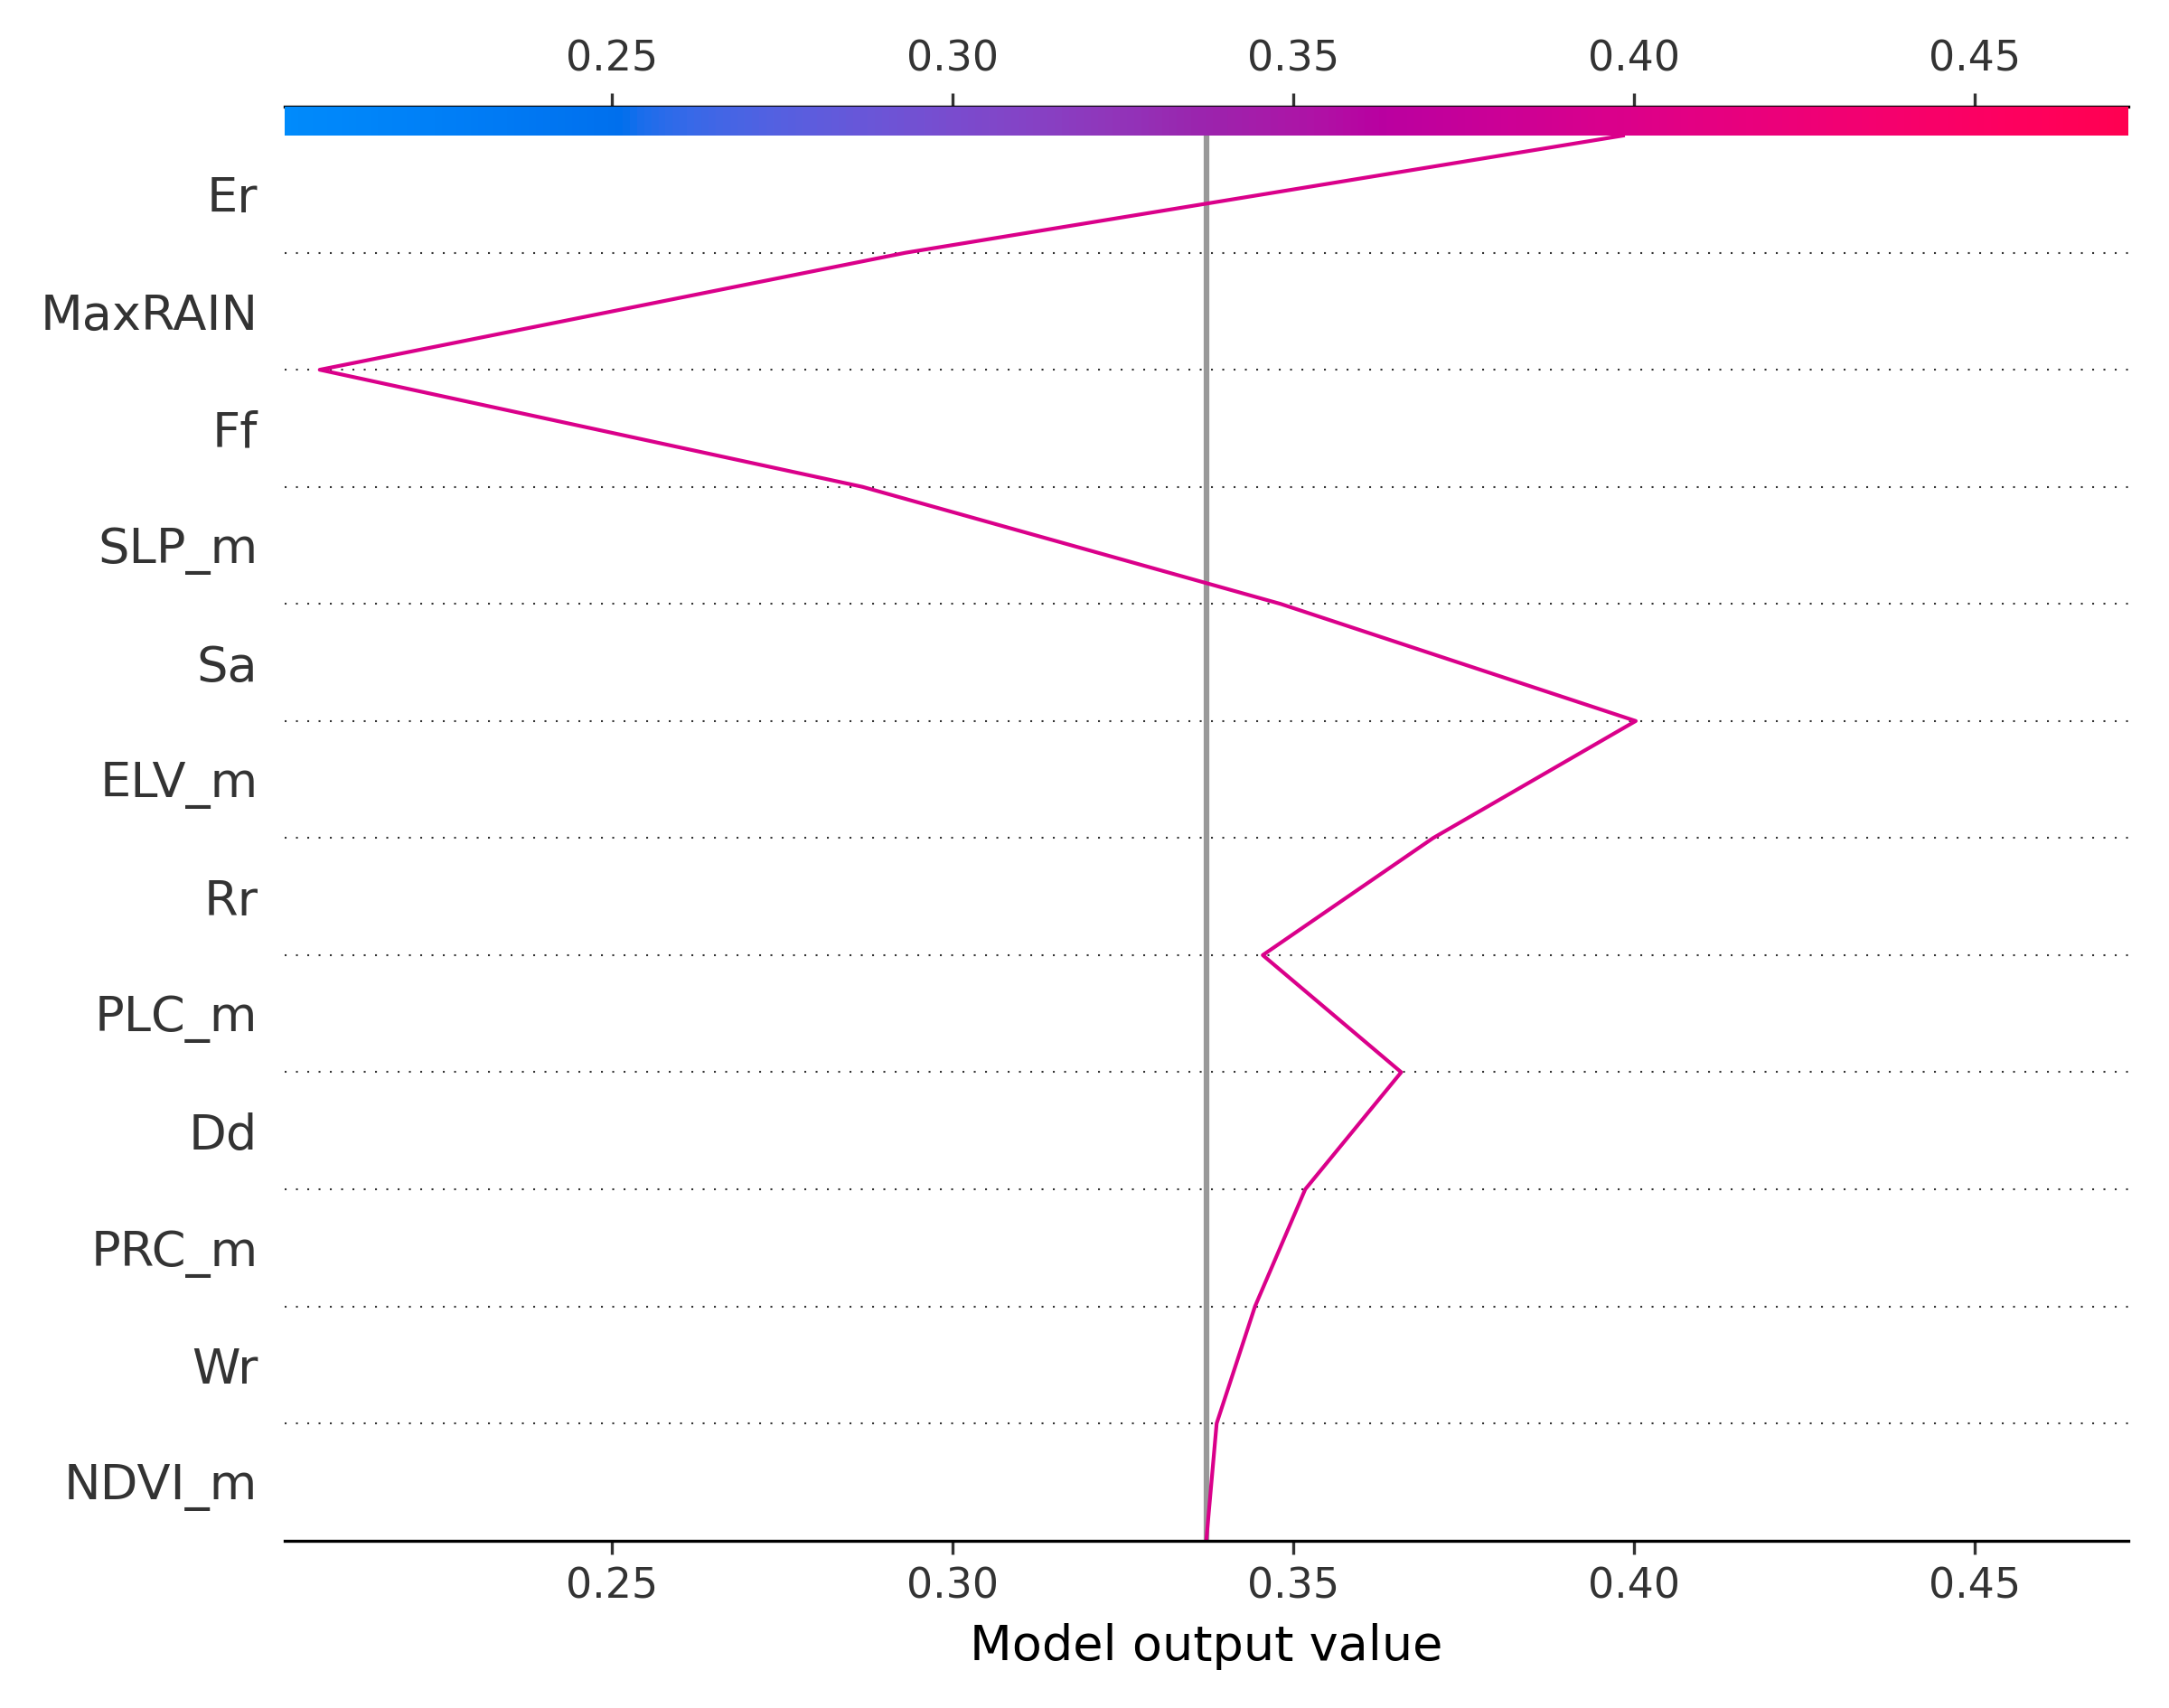 0.25 0.30 0.35 0.40 0.45
Er
MaxRAIN
Ff
SLP_m
Sa
ELV_m
Rr
PLC_m
Dd
PRC_m
Wr
NDVI_m
0.25 0.30 0.35 0.40 0.45
Model output value